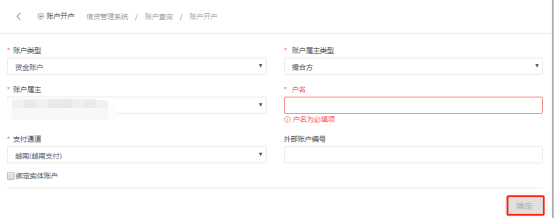 账户开户 信贷管理系统 / 账户查询 / 账户开户
* 账户类型 * 账户属主类型
资金账户 撮合方
* 账户属主 * 户名
户名为必填项
* 支付通道 外部账户编号
越南(越南支付)
绑定实体账户
确定